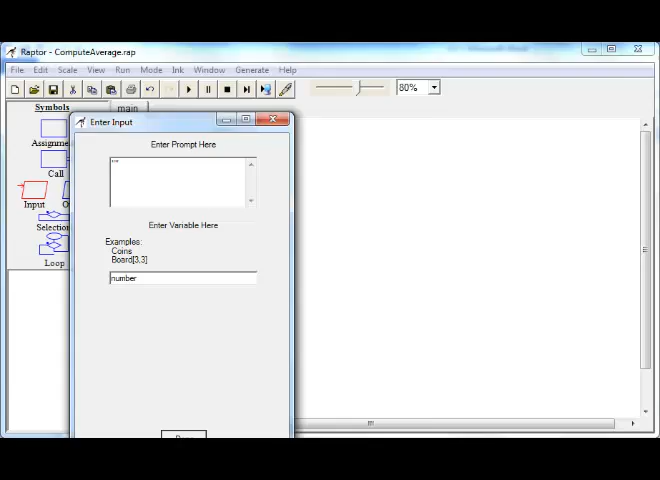 Raptor - ComputeAverage.rap
File Edit Scale View Run Mode Ink Window Generate Help
80%
Symbols
main
Enter Input
Enter Prompt Here
""
Assignme
Call
Input
O
Selection
Loop
Enter Variable Here
Examples:
Coins
Board[3,3]
number